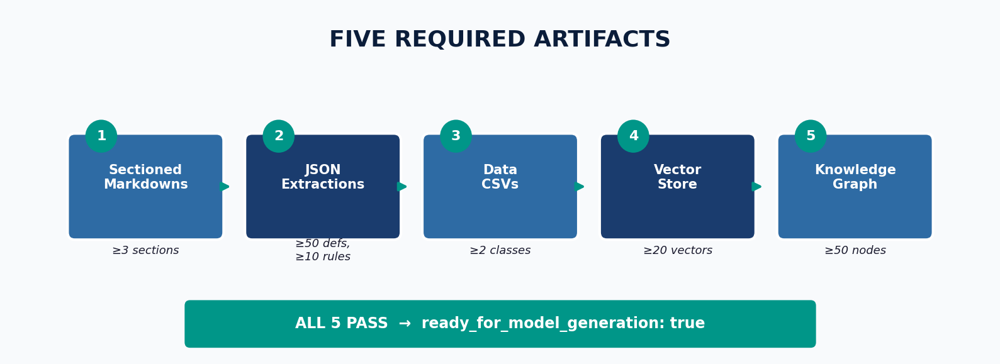 FIVE REQUIRED ARTIFACTS
1
Sectioned
Markdowns
≥3 sections
2
JSON
Extractions
≥50 defs,
≥10 rules
3
Data
CSVs
≥2 classes
4
Vector
Store
≥20 vectors
5
Knowledge
Graph
≥50 nodes
ALL 5 PASS → ready_for_model_generation: true